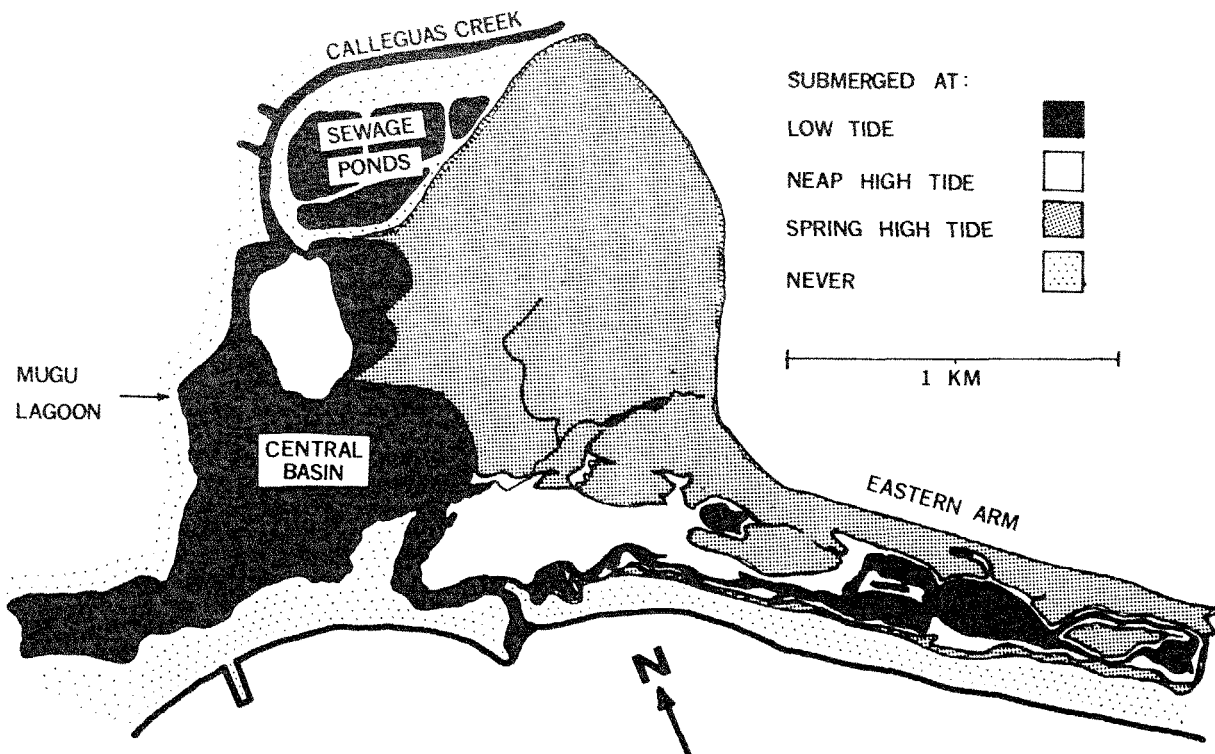 CALLEGUAS CREEK
SEWAGE
PONDS
SUBMERGED AT:
LOW TIDE
NEAP HIGH TIDE
SPRING HIGH TIDE
NEVER
1 KM
MUGU
LAGOON
CENTRAL
BASIN
EASTERN ARM
N